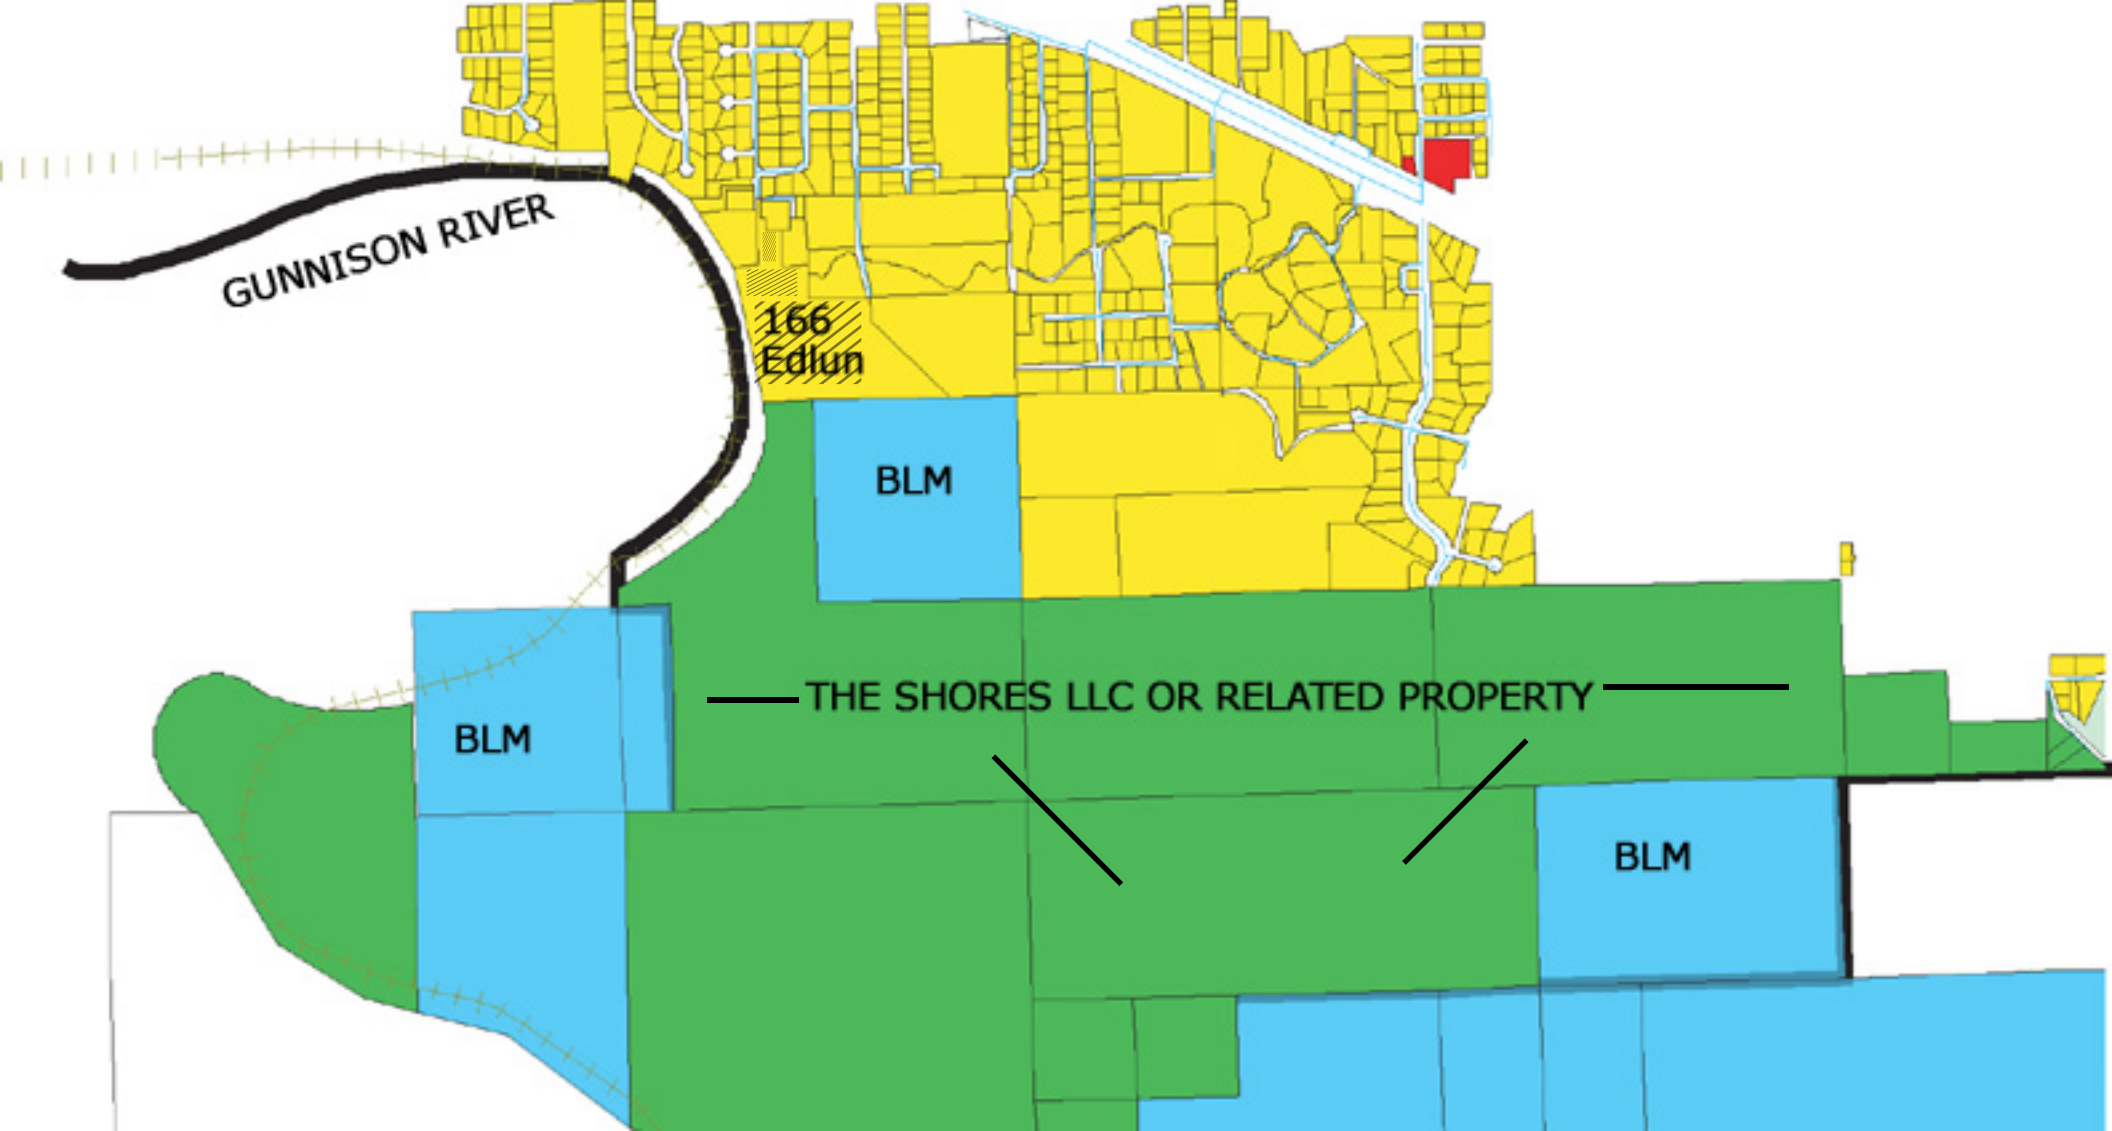 GUNNISON RIVER
166
Edlun
BLM
THE SHORES LLC OR RELATED PROPERTY
BLM
BLM